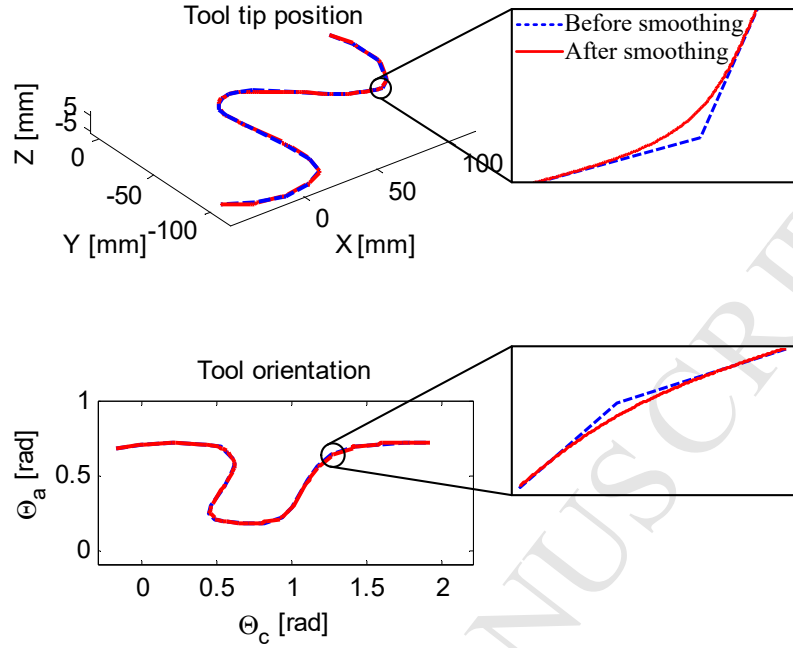 Tool tip position
Before smoothing
After smoothing
Z [mm]
5
-5
0
-50
-100
Y [mm]
0
50
100
X [mm]
Tool orientation
Θa [rad]
1
0.5
0
0
0.5
1
1.5
2
Θc [rad]
NUSCRI